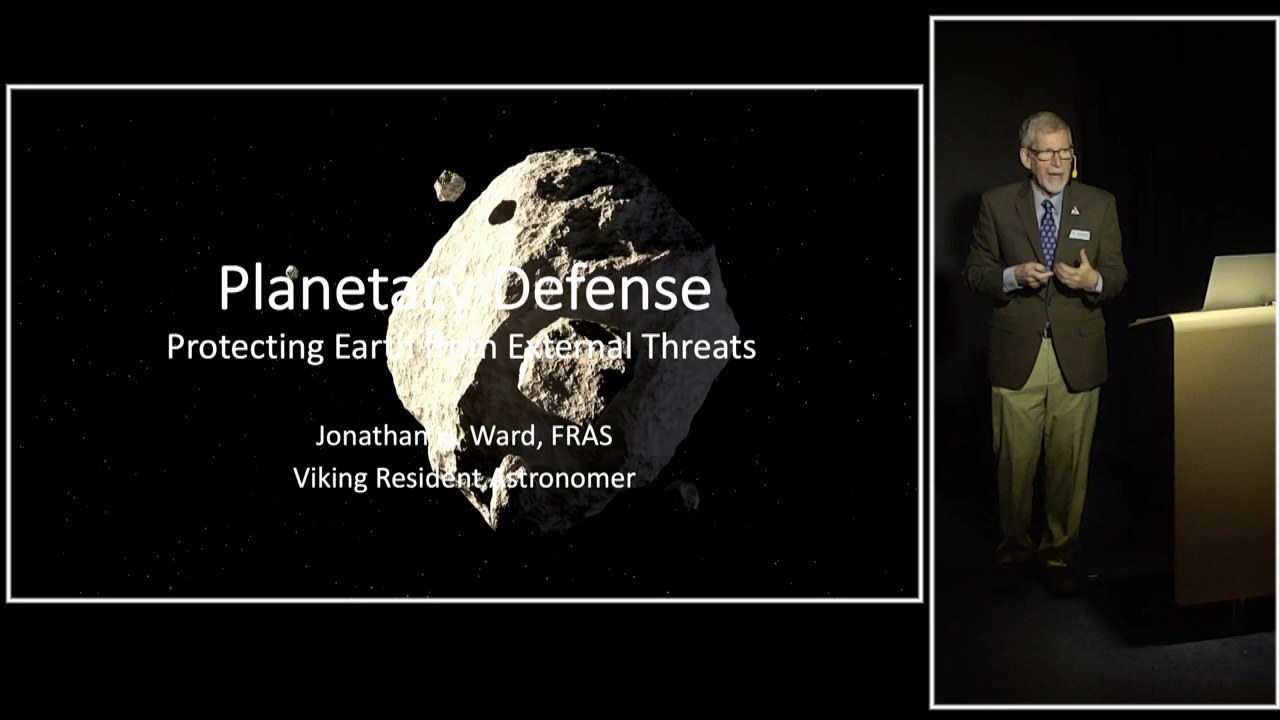 Planetary Defense
Protecting Earth from External Threats
Jonathan H. Ward, FRAS
Viking Resident Astronomer